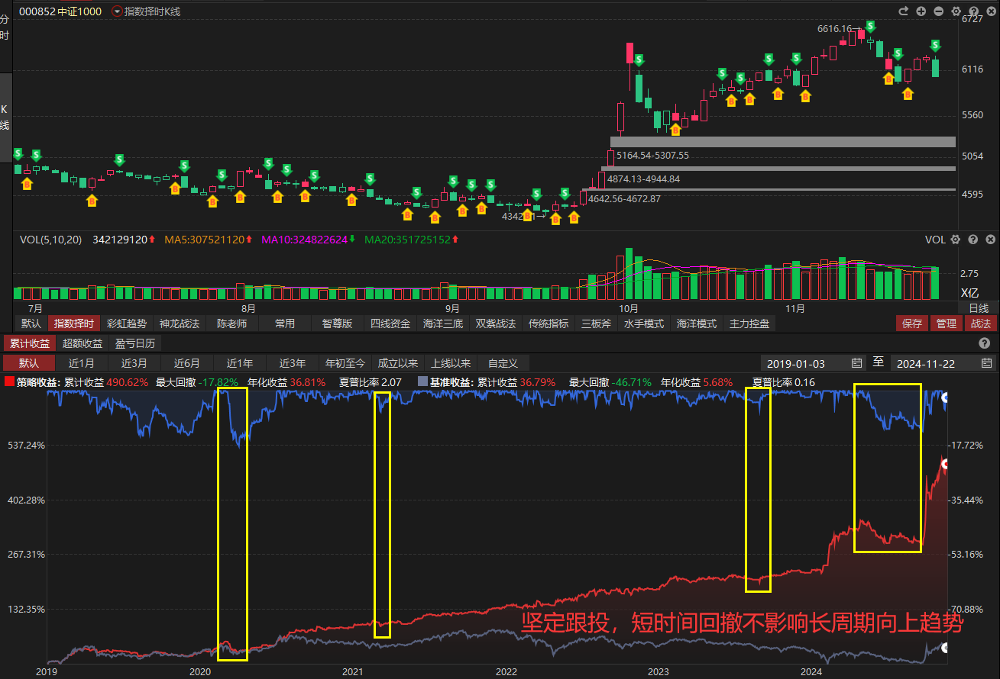 000852 中证1000 指数择时K线
分时
K线
6727
6616.16→
6116
5560
5164.54-5307.55
5054
4874.13-4944.84
4642.56-4672.87
4595
VOL(5,10,20) 342129120 MA5:307521120 MA10:324822624 MA20:351725152
VOL
2.75
X亿
7月 8月 9月 10月 11月 日线
默认 指数择时 彩虹趋势 神龙战法 陈老师 常用 智尊版 四线资金 海洋三底 双紫战法 传统指标 三板斧 水手模式 海洋模式 主力控盘 保存 管理 战法
累计收益 超额收益 盈亏日历
默认 近1月 近3月 近6月 近1年 近3年 年初至今 成立以来 上线以来 自定义 2019-01-03 至 2024-11-22
策略收益: 累计收益 490.62% 最大回撤 -17.82% 年化收益 36.81% 夏普比率 2.07 基准收益: 累计收益 36.79% 最大回撤 -46.71% 年化收益 5.68% 夏普比率 0.16
537.24% -17.72%
402.28% -35.44%
267.31% -53.16%
132.35% -70.88%
坚定跟投，短时间回撤不影响长周期向上趋势
2019 2020 2021 2022 2023 2024